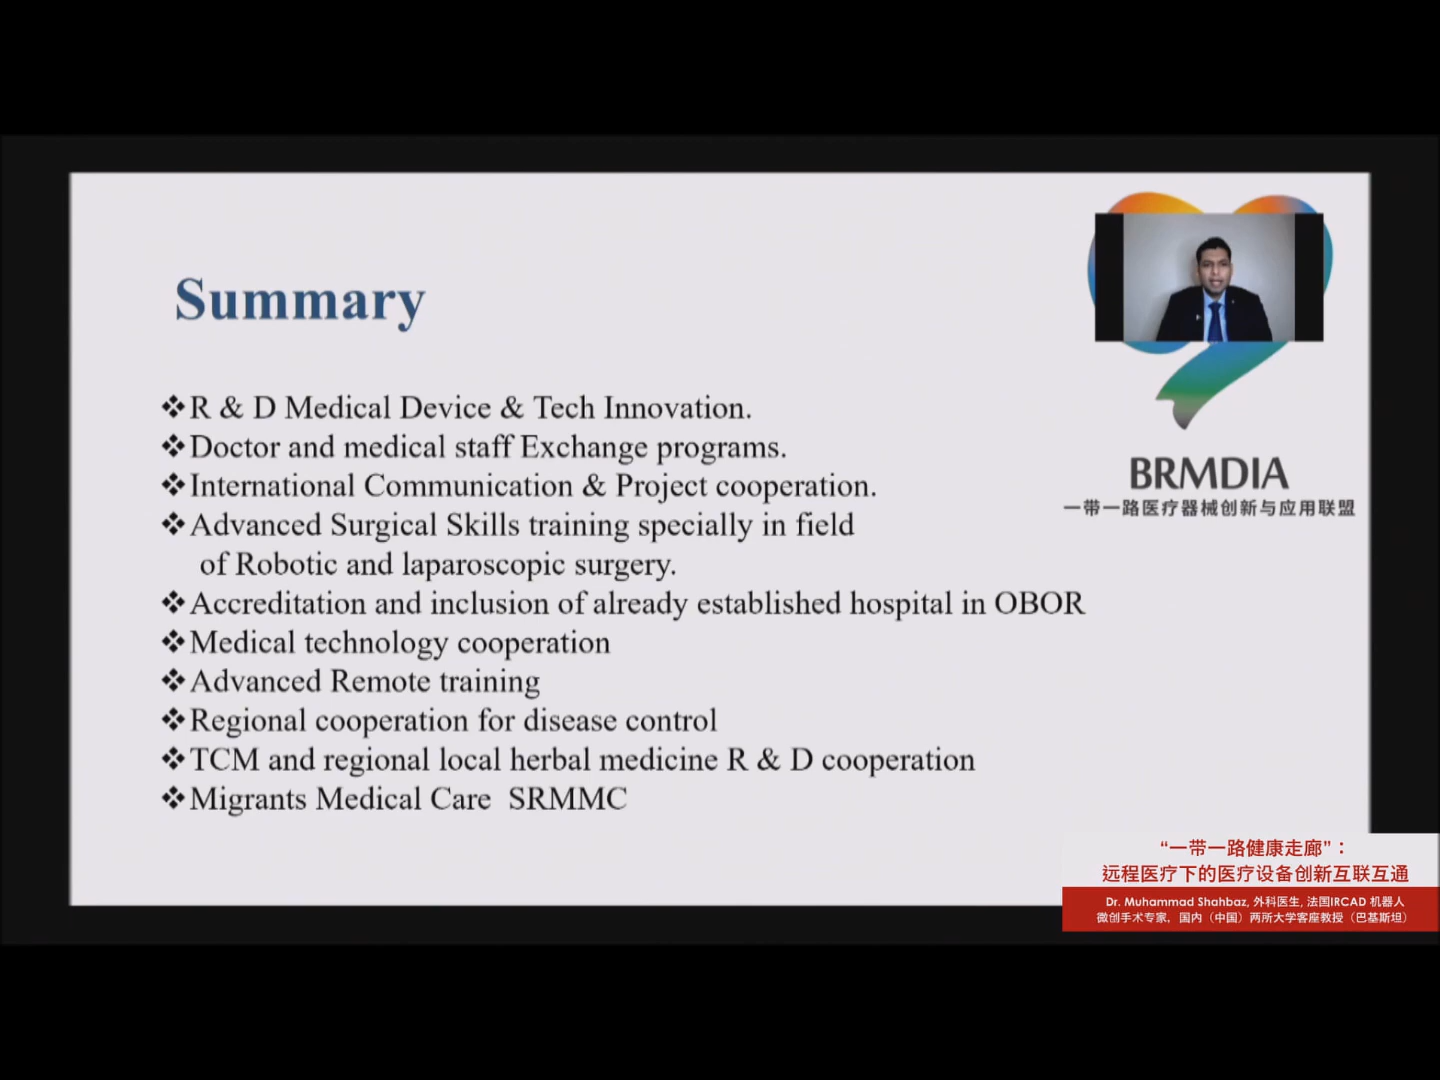 Summary
❖R & D Medical Device & Tech Innovation.
❖Doctor and medical staff Exchange programs.
❖International Communication & Project cooperation.
❖Advanced Surgical Skills training specially in field
of Robotic and laparoscopic surgery.
❖Accreditation and inclusion of already established hospital in OBOR
❖Medical technology cooperation
❖Advanced Remote training
❖Regional cooperation for disease control
❖TCM and regional local herbal medicine R & D cooperation
❖Migrants Medical Care SRMMC
BRMDIA
一带一路医疗器械创新与应用联盟
“一带一路健康走廊”：
远程医疗下的医疗设备创新互联互通
Dr. Muhammad Shahbaz, 外科医生, 法国IRCAD 机器人
微创手术专家，国内（中国）两所大学客座教授（巴基斯坦）